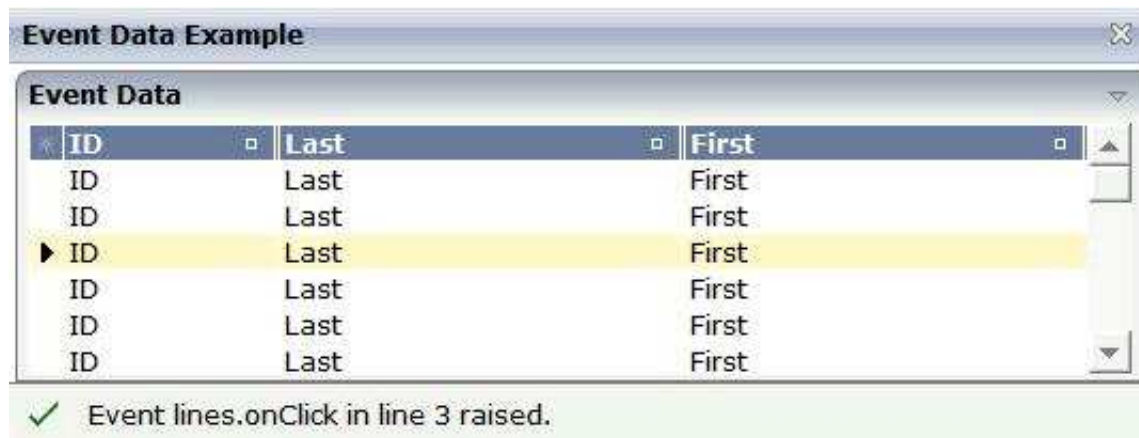 Event Data Example
Event Data
ID Last First
ID Last First
ID Last First
ID Last First
ID Last First
ID Last First
ID Last First
Event lines.onClick in line 3 raised.